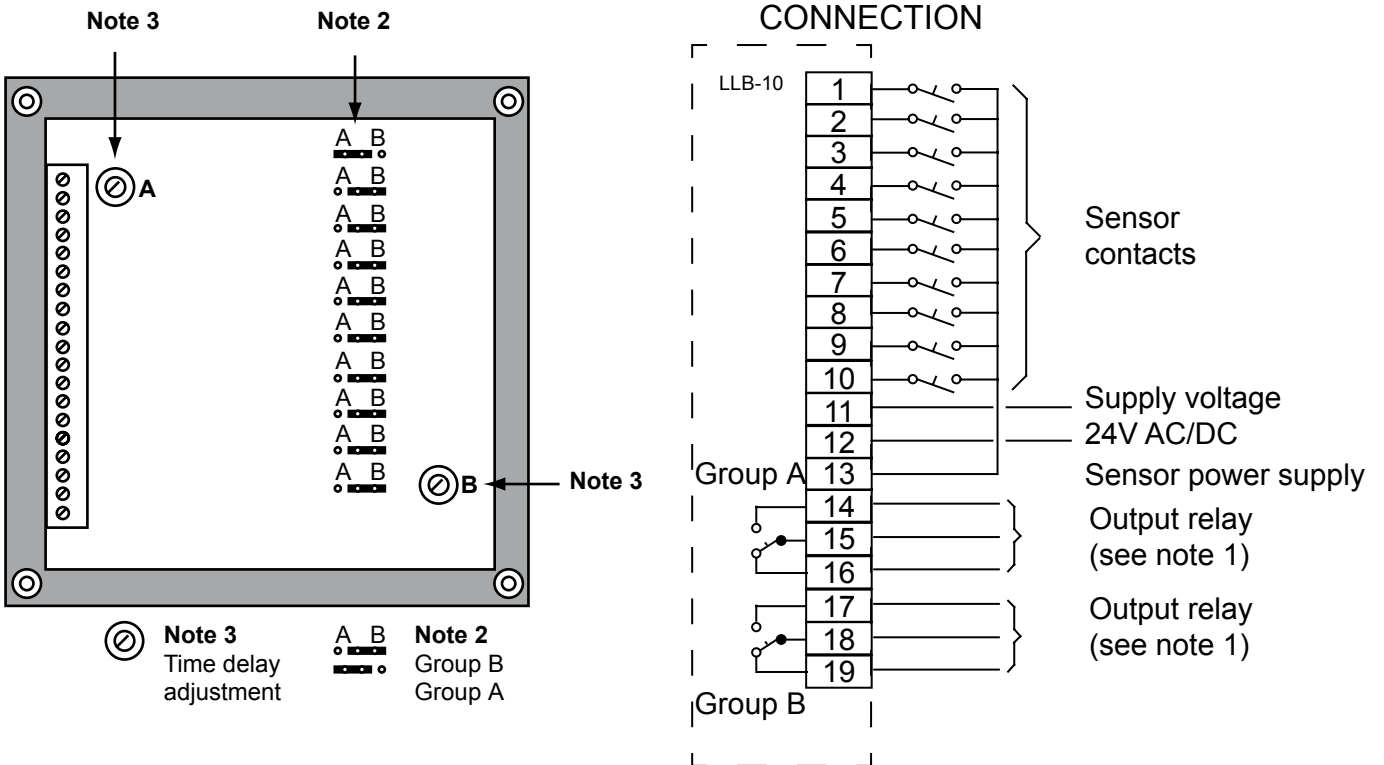 Note 3
Note 2
A B
A B
A B
A B
A B
A B
A B
A B
A B
A B
A
B
Note 3
Note 3
Time delay
adjustment
A B
Note 2
Group B
Group A
CONNECTION
LLB-10
1
2
3
4
5
6
7
8
9
10
11
12
13
14
15
16
17
18
19
Sensor
contacts
Supply voltage
24V AC/DC
Group A
Sensor power supply
Output relay
(see note 1)
Output relay
(see note 1)
Group B